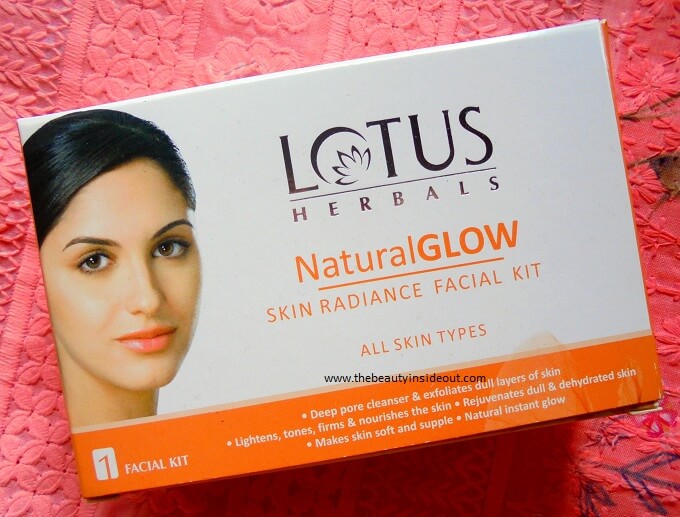 LOTUS
HERBALS
NaturalGLOW
SKIN RADIANCE FACIAL KIT
ALL SKIN TYPES
www.thebeautyinsideout.com
• Deep pore cleanser & exfoliates dull layers of skin
• Lightens, tones, firms & nourishes the skin • Rejuvenates dull & dehydrated skin
• Makes skin soft and supple • Natural instant glow
1 FACIAL KIT